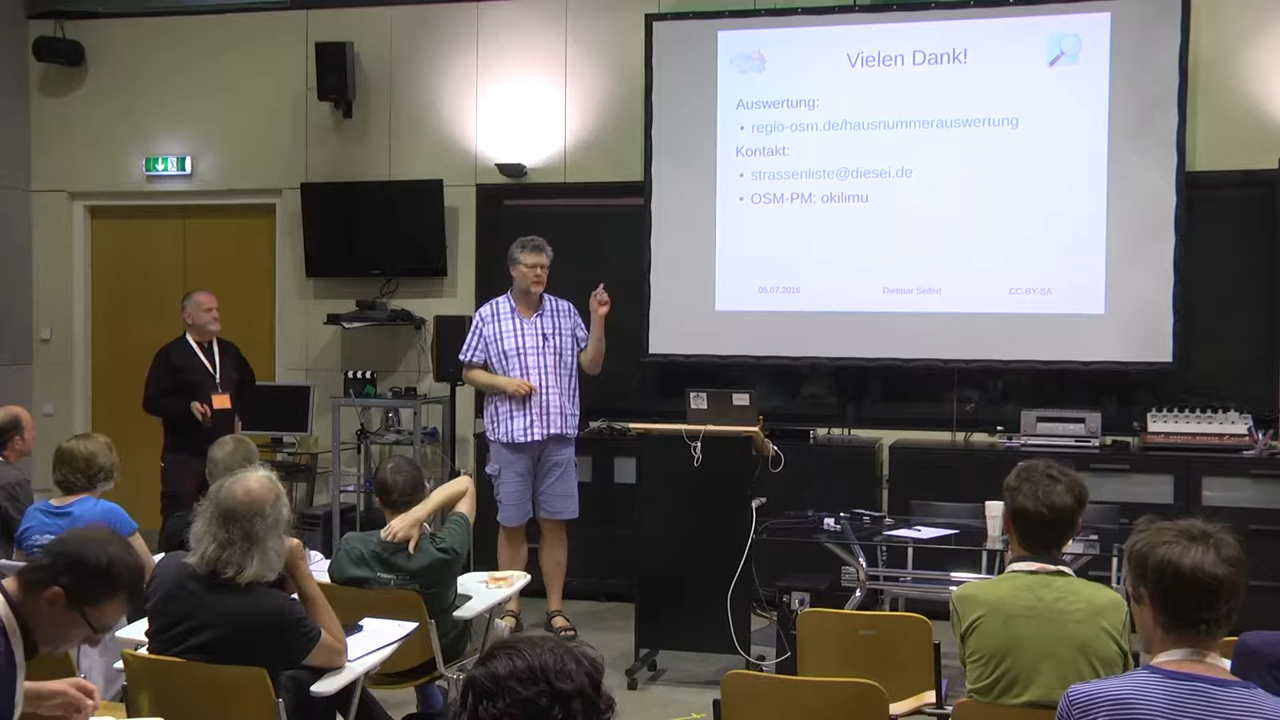 Vielen Dank!
Auswertung:
• regio-osm.de/hausnummerauswertung
Kontakt:
• strassenliste@diesei.de
• OSM-PM: okilimu
05.07.2016 Dietmar Seifert CC-BY-SA